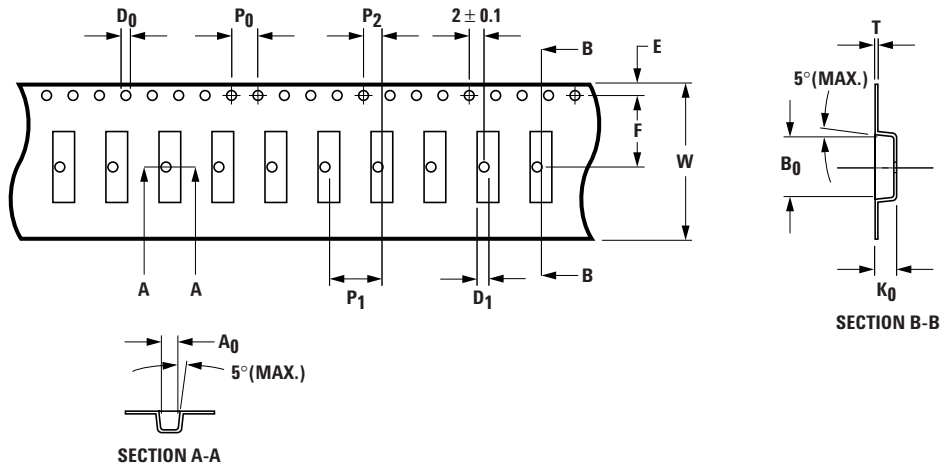 D0
P0
P2
2 ± 0.1
B
E
T
5°(MAX.)
F
W
B0
A
A
P1
D1
B
K0
SECTION B-B
A0
5°(MAX.)
SECTION A-A